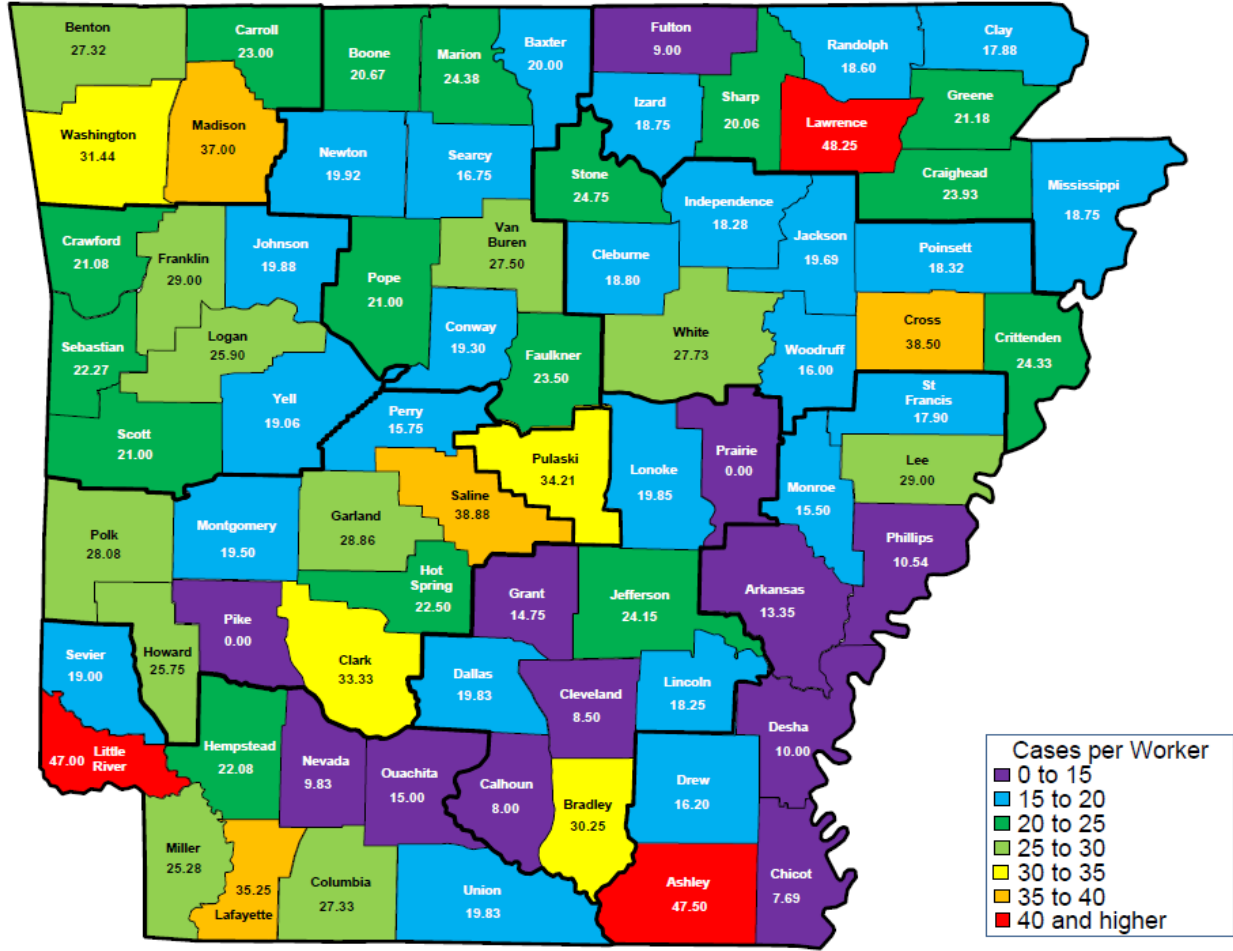 Benton
27.32
Carroll
23.00
Boone
20.67
Marion
24.38
Baxter
20.00
Fulton
9.00
Randolph
18.60
Clay
17.88
Washington
31.44
Madison
37.00
Newton
19.92
Searcy
16.75
Izard
18.75
Sharp
20.06
Lawrence
48.25
Greene
21.18
Stone
24.75
Craighead
23.93
Mississippi
18.75
Crawford
21.08
Franklin
29.00
Johnson
19.88
Pope
21.00
Van
Buren
27.50
Cleburne
18.80
Independence
18.28
Jackson
19.69
Poinsett
18.32
Sebastian
22.27
Logan
25.90
Conway
19.30
Faulkner
23.50
White
27.73
Woodruff
16.00
Cross
38.50
Crittenden
24.33
Scott
21.00
Yell
19.06
Perry
15.75
Pulaski
34.21
Lonoke
19.85
Prairie
0.00
St
Francis
17.90
Lee
29.00
Monroe
15.50
Phillips
10.54
Polk
28.08
Montgomery
19.50
Garland
28.86
Saline
38.88
Hot
Spring
22.50
Grant
14.75
Jefferson
24.15
Arkansas
13.35
Pike
0.00
Howard
25.75
Sevier
19.00
Clark
33.33
Dallas
19.83
Cleveland
8.50
Lincoln
18.25
Desha
10.00
47.00 Little
River
Hempstead
22.08
Nevada
9.83
Ouachita
15.00
Calhoun
8.00
Bradley
30.25
Drew
16.20
Miller
25.28
35.25
Lafayette
Columbia
27.33
Union
19.83
Ashley
47.50
Chicot
7.69
Cases per Worker
0 to 15
15 to 20
20 to 25
25 to 30
30 to 35
35 to 40
40 and higher